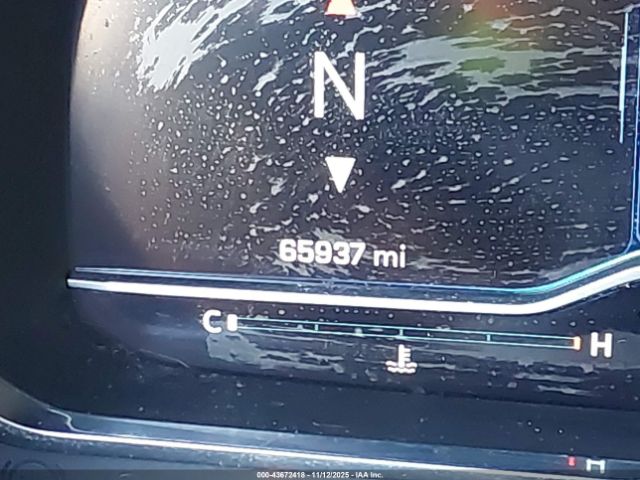 N
65937 mi
C H
H
000-43672418 - 11/12/2025 - IAA Inc.